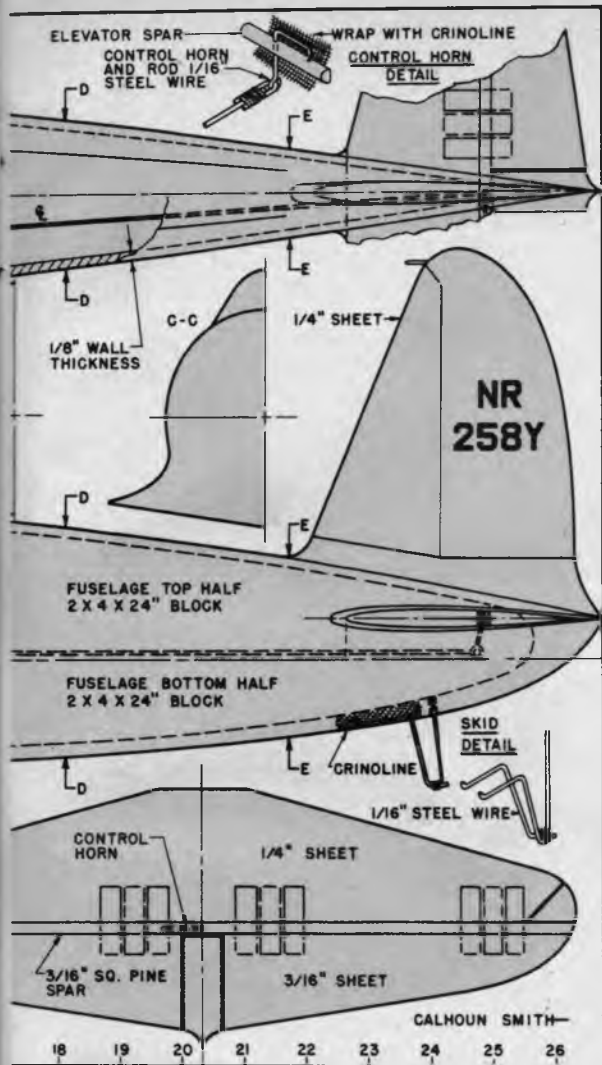 ELEVATOR SPAR
WRAP WITH CRINOLINE
CONTROL HORN
AND ROD 1/16"
STEEL WIRE
CONTROL HORN
DETAIL
D
E
℄
D
E
1/8" WALL
THICKNESS
C-C
1/4" SHEET
NR
258Y
D
E
FUSELAGE TOP HALF
2 X 4 X 24" BLOCK
FUSELAGE BOTTOM HALF
2 X 4 X 24" BLOCK
D
E
CRINOLINE
SKID
DETAIL
1/16" STEEL WIRE
CONTROL
HORN
1/4" SHEET
3/16" SQ. PINE
SPAR
3/16" SHEET
CALHOUN SMITH
18 19 20 21 22 23 24 25 26